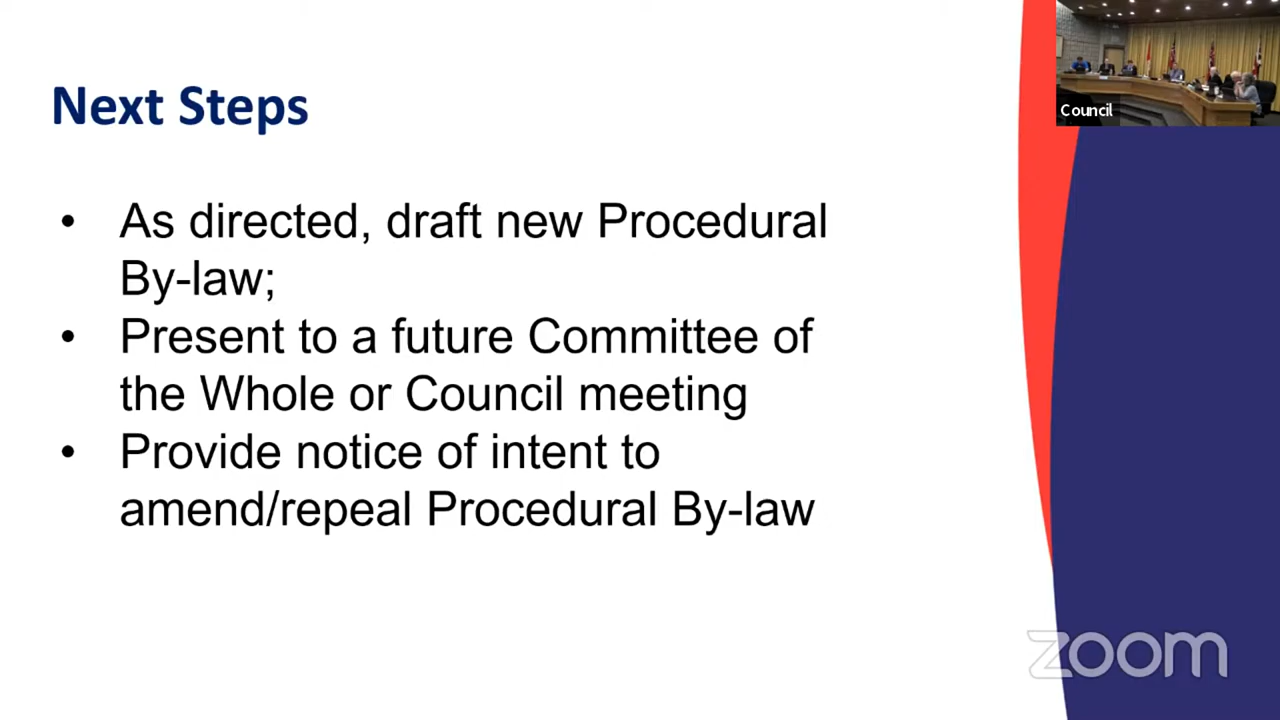 Council
Next Steps
• As directed, draft new Procedural
By-law;
• Present to a future Committee of
the Whole or Council meeting
• Provide notice of intent to
amend/repeal Procedural By-law
zoom